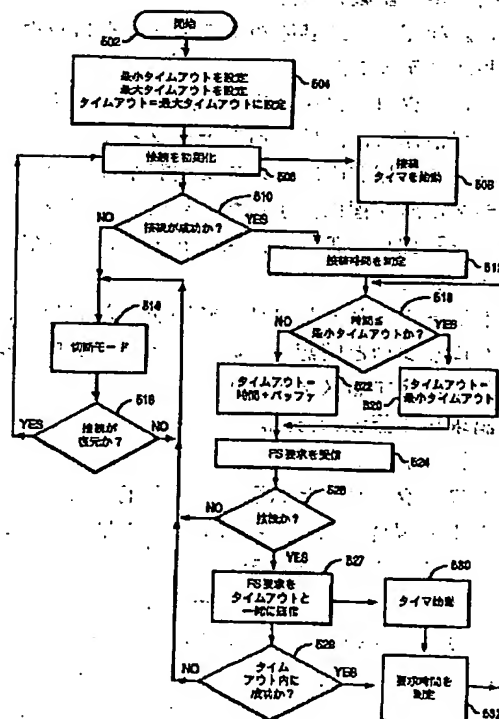 開始
502
最小タイムアウトを設定
最大タイムアウトを設定
タイムアウト=最大タイムアウトに設定
504
接続を初期化
506
接続
タイマを始動
508
510
接続が成功か？
NO
YES
接続時間を測定
512
514
切断モード
516
接続が
復元か？
YES
NO
518
時間≦
最小タイムアウトか？
NO
YES
タイムアウト=
時間+バッファ
522
タイムアウト=
最小タイムアウト
520
FS要求を受信
524
526
接続か？
NO
YES
527
FS要求を
タイムアウトと
一緒に送信
530
タイマ始動
528
タイム
アウト内に
成功か？
NO
YES
要求時間を
測定
532